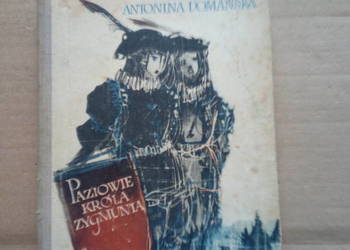 ANTONINA DOMAŃSKA
PAZIOWIE
KRÓLA
ZYGMUNTA